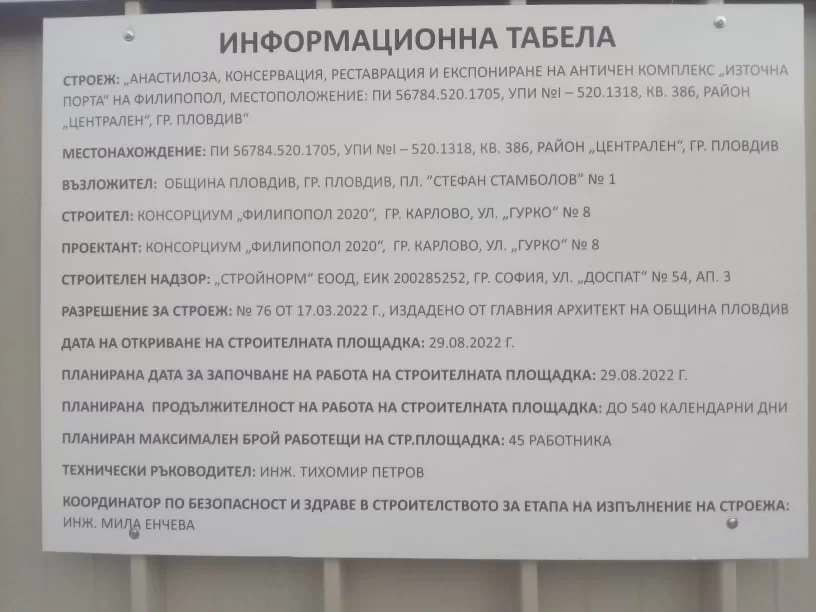 ИНФОРМАЦИОННА ТАБЕЛА
СТРОЕЖ: „АНАСТИЛОЗА, КОНСЕРВАЦИЯ, РЕСТАВРАЦИЯ И ЕКСПОНИРАНЕ НА АНТИЧЕН КОМПЛЕКС „ИЗТОЧНА
ПОРТА“ НА ФИЛИПОПОЛ, МЕСТОПОЛОЖЕНИЕ: ПИ 56784.520.1705, УПИ №I – 520.1318, КВ. 386, РАЙОН
„ЦЕНТРАЛЕН“, ГР. ПЛОВДИВ“
МЕСТОНАХОЖДЕНИЕ: ПИ 56784.520.1705, УПИ №I – 520.1318, КВ. 386, РАЙОН „ЦЕНТРАЛЕН“, ГР. ПЛОВДИВ
ВЪЗЛОЖИТЕЛ: ОБЩИНА ПЛОВДИВ, ГР. ПЛОВДИВ, ПЛ. “СТЕФАН СТАМБОЛОВ” № 1
СТРОИТЕЛ: КОНСОРЦИУМ „ФИЛИПОПОЛ 2020“, ГР. КАРЛОВО, УЛ. „ГУРКО“ № 8
ПРОЕКТАНТ: КОНСОРЦИУМ „ФИЛИПОПОЛ 2020“, ГР. КАРЛОВО, УЛ. „ГУРКО“ № 8
СТРОИТЕЛЕН НАДЗОР: „СТРОЙНОРМ“ ЕООД, ЕИК 200285252, ГР. СОФИЯ, УЛ. „ДОСПАТ“ № 54, АП. 3
РАЗРЕШЕНИЕ ЗА СТРОЕЖ: № 76 ОТ 17.03.2022 Г., ИЗДАДЕНО ОТ ГЛАВНИЯ АРХИТЕКТ НА ОБЩИНА ПЛОВДИВ
ДАТА НА ОТКРИВАНЕ НА СТРОИТЕЛНАТА ПЛОЩАДКА: 29.08.2022 Г.
ПЛАНИРАНА ДАТА ЗА ЗАПОЧВАНЕ НА РАБОТА НА СТРОИТЕЛНАТА ПЛОЩАДКА: 29.08.2022 Г.
ПЛАНИРАНА ПРОДЪЛЖИТЕЛНОСТ НА РАБОТА НА СТРОИТЕЛНАТА ПЛОЩАДКА: ДО 540 КАЛЕНДАРНИ ДНИ
ПЛАНИРАН МАКСИМАЛЕН БРОЙ РАБОТЕЩИ НА СТР.ПЛОЩАДКА: 45 РАБОТНИКА
ТЕХНИЧЕСКИ РЪКОВОДИТЕЛ: ИНЖ. ТИХОМИР ПЕТРОВ
КООРДИНАТОР ПО БЕЗОПАСНОСТ И ЗДРАВЕ В СТРОИТЕЛСТВОТО ЗА ЕТАПА НА ИЗПЪЛНЕНИЕ НА СТРОЕЖА:
ИНЖ. МИЛА ЕНЧЕВА